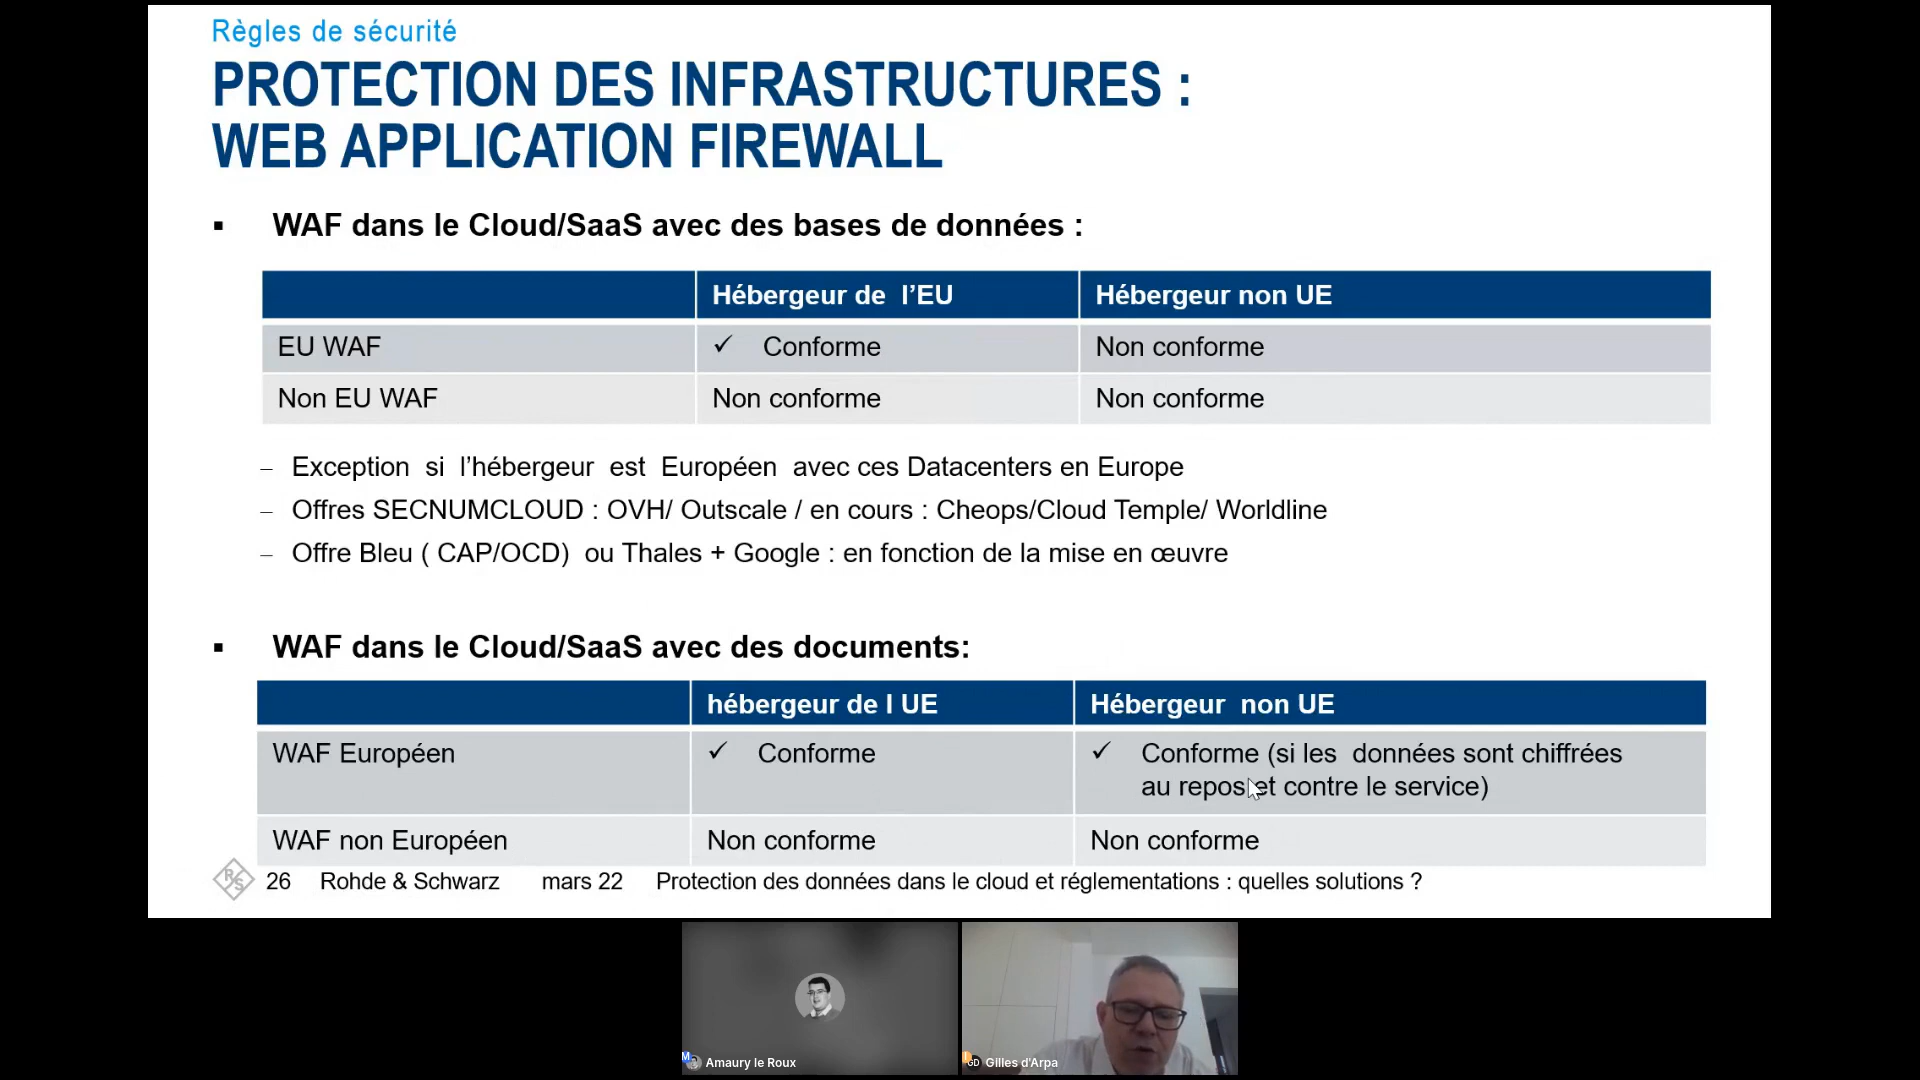 Règles de sécurité
PROTECTION DES INFRASTRUCTURES :
WEB APPLICATION FIREWALL
▪ WAF dans le Cloud/SaaS avec des bases de données :
Hébergeur de l’EU Hébergeur non UE
EU WAF ✓ Conforme Non conforme
Non EU WAF Non conforme Non conforme
– Exception si l’hébergeur est Européen avec ces Datacenters en Europe
– Offres SECNUMCLOUD : OVH/ Outscale / en cours : Cheops/Cloud Temple/ Worldline
– Offre Bleu ( CAP/OCD) ou Thales + Google : en fonction de la mise en œuvre
▪ WAF dans le Cloud/SaaS avec des documents:
hébergeur de l UE Hébergeur non UE
WAF Européen ✓ Conforme ✓ Conforme (si les données sont chiffrées
au repos et contre le service)
WAF non Européen Non conforme Non conforme
R/S 26 Rohde & Schwarz mars 22 Protection des données dans le cloud et réglementations : quelles solutions ?
M Amaury le Roux GD Gilles d'Arpa